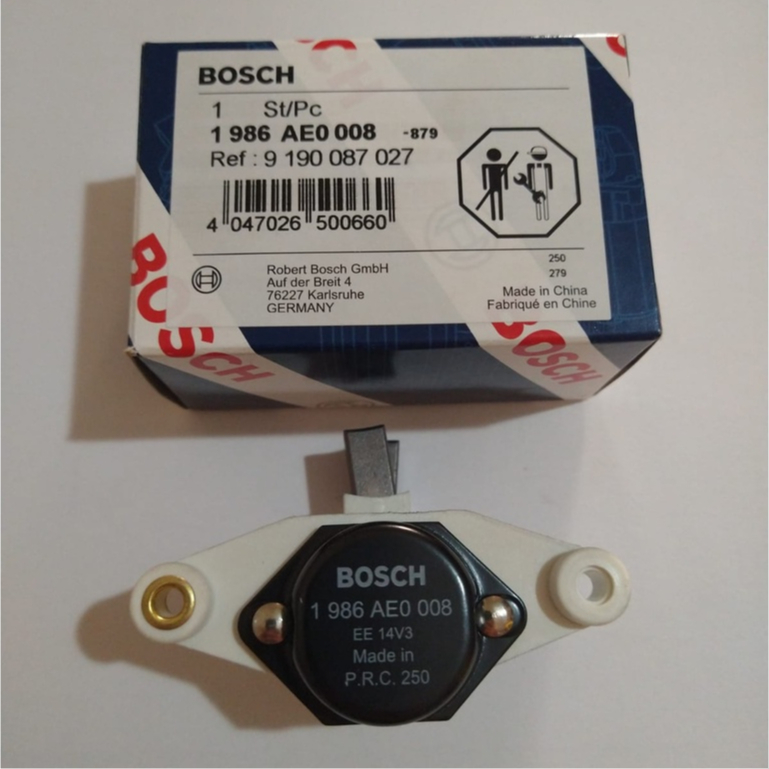 BOSCH
1 St/Pc
1 986 AE0 008 -879
Ref : 9 190 087 027
4 047026 500660
250
279
Robert Bosch GmbH
Auf der Breit 4
76227 Karlsruhe
GERMANY
Made in China
Fabriqué en Chine
BOSCH
BOSCH
BOSCH
1 986 AE0 008
EE 14V3
Made in
P.R.C. 250